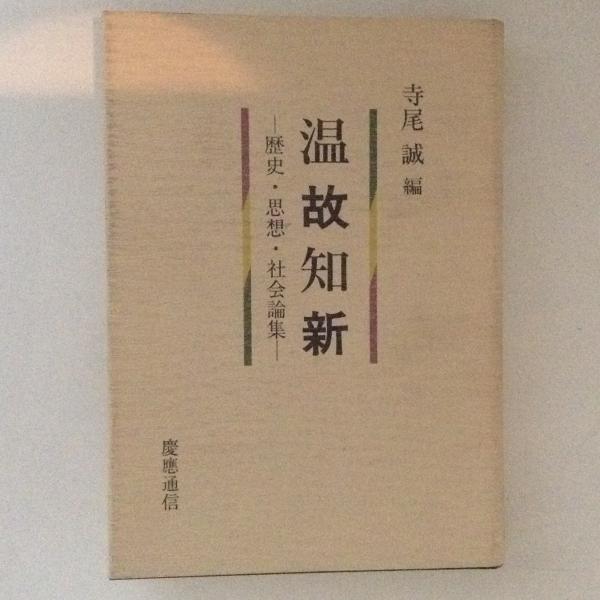 寺尾 誠 編
温故知新
―歴史・思想・社会論集―
慶應通信